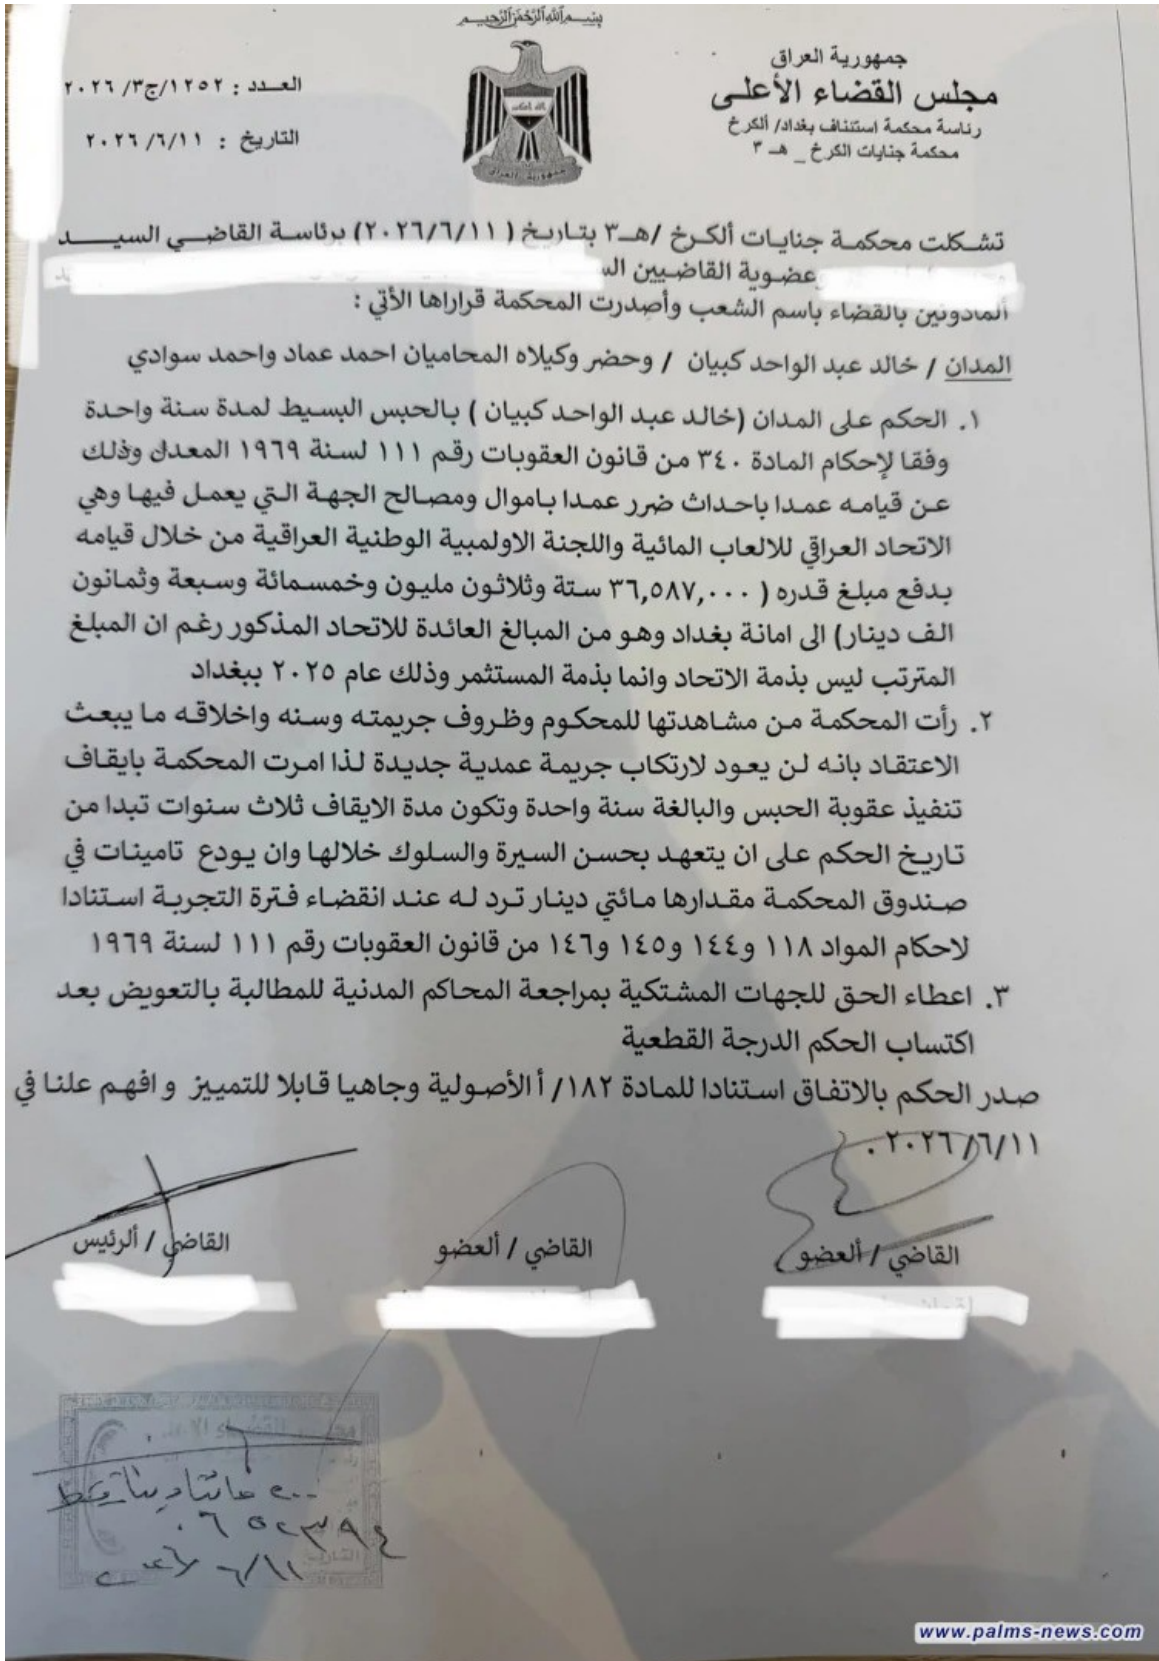 بسم الله الرحمن الرحيم
جمهورية العراق
مجلس القضاء الأعلى
رئاسة محكمة استئناف بغداد/ ألكرخ
محكمة جنايات الكرخ _ هـ ٣
العدد : ١٢٥٢/ج٣/ ٢٠٢٦
التاريخ : ٢٠٢٦/٦/١١
جمهورية العراق
تشكلت محكمة جنايات ألكرخ /هـ٣ بتاريخ ( ٢٠٢٦/٦/١١) برئاسة القاضي السيد
وعضوية القاضيين
ألمأذونين بالقضاء باسم الشعب وأصدرت المحكمة قراراها الأتي :
المدان / خالد عبد الواحد كبيان / وحضر وكيلاه المحاميان احمد عماد واحمد سوادي
١. الحكم على المدان (خالد عبد الواحد كبيان ) بالحبس البسيط لمدة سنة واحدة
وفقا لإحكام المادة ٣٤٠ من قانون العقوبات رقم ١١١ لسنة ١٩٦٩ المعدل وذلك
عن قيامه عمدا باحداث ضرر عمدا باموال ومصالح الجهة التي يعمل فيها وهي
الاتحاد العراقي للالعاب المائية واللجنة الاولمبية الوطنية العراقية من خلال قيامه
بدفع مبلغ قدره ( ٣٦,٥٨٧,٠٠٠ ستة وثلاثون مليون وخمسمائة وسبعة وثمانون
الف دينار) الى امانة بغداد وهو من المبالغ العائدة للاتحاد المذكور رغم ان المبلغ
المترتب ليس بذمة الاتحاد وانما بذمة المستثمر وذلك عام ٢٠٢٥ ببغداد
٢. رأت المحكمة من مشاهدتها للمحكوم وظروف جريمته وسنه واخلاقه ما يبعث
الاعتقاد بانه لن يعود لارتكاب جريمة عمدية جديدة لذا امرت المحكمة بايقاف
تنفيذ عقوبة الحبس والبالغة سنة واحدة وتكون مدة الايقاف ثلاث سنوات تبدا من
تاريخ الحكم على ان يتعهد بحسن السيرة والسلوك خلالها وان يودع تامينات في
صندوق المحكمة مقدارها مائتي دينار ترد له عند انقضاء فترة التجربة استنادا
لاحكام المواد ١١٨ و١٤٤ و١٤٥ و١٤٦ من قانون العقوبات رقم ١١١ لسنة ١٩٦٩
٣. اعطاء الحق للجهات المشتكية بمراجعة المحاكم المدنية للمطالبة بالتعويض بعد
اكتساب الحكم الدرجة القطعية
صدر الحكم بالاتفاق استنادا للمادة ١٨٢/ أ الأصولية وجاهيا قابلا للتمييز و افهم علنا في
٢٠٢٦/٦/١١ .
القاضي / ألعضو
القاضي / ألعضو
القاضي / ألرئيس
www.palms-news.com